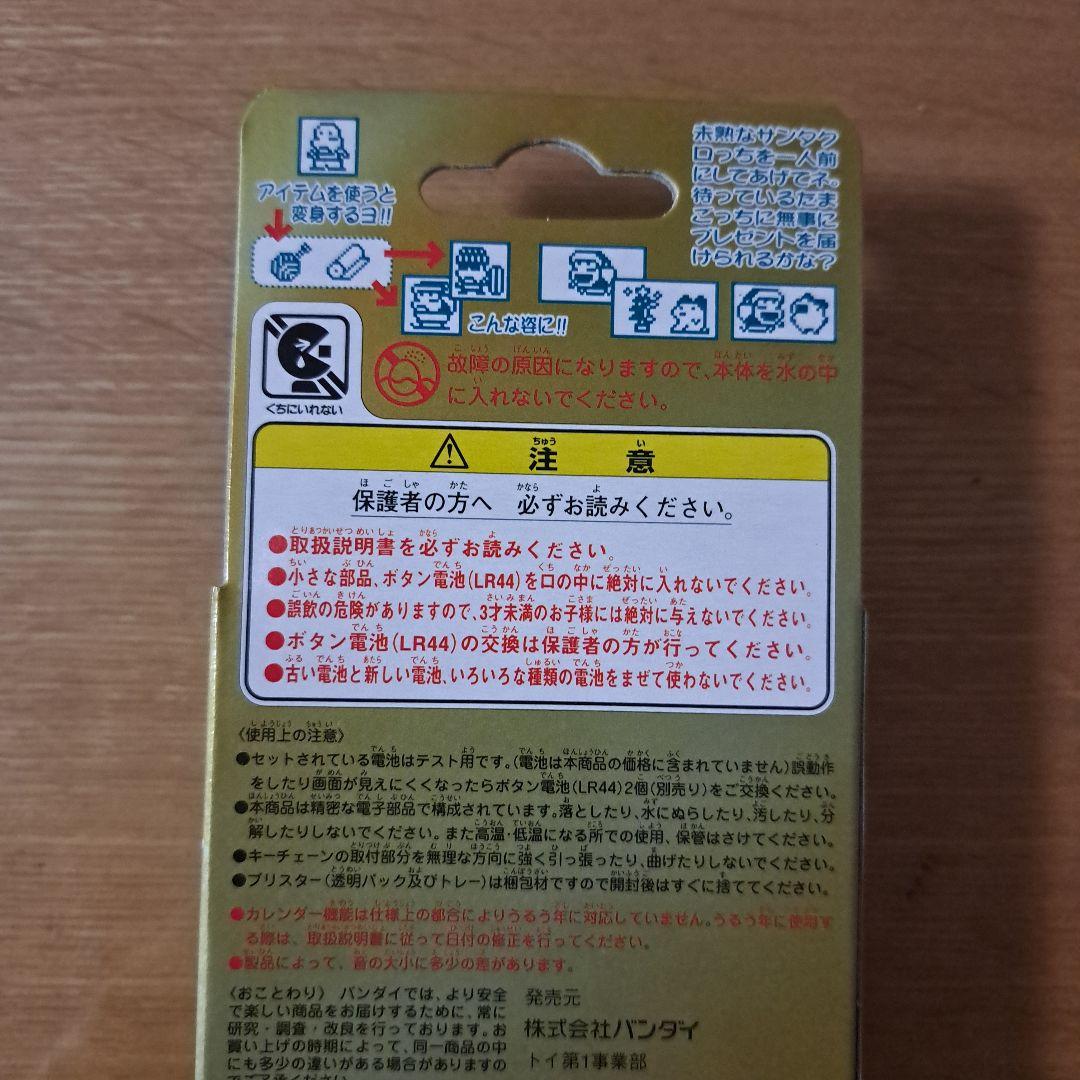 アイテムを使うと
変身するヨ!!
未熟なサンタク
ロっちを一人前
にしてあげてネ。
待っているたま
ごっちに無事に
プレゼントを届
けられるかな?
こんな姿に!!
くちにいれない
故障の原因になりますので、本体を水の中
に入れないでください。
注意
保護者の方へ 必ずお読みください。
●取扱説明書を必ずお読みください。
●小さな部品、ボタン電池(LR44)を口の中に絶対に入れないでください。
●誤飲の危険がありますので、3才未満のお子様には絶対に与えないでください。
●ボタン電池(LR44)の交換は保護者の方が行ってください。
●古い電池と新しい電池、いろいろな種類の電池をまぜて使わないでください。
〈使用上の注意〉
●セットされている電池はテスト用です。(電池は本商品の価格に含まれていません)誤動作
をしたり画面が見えにくくなったらボタン電池(LR44)2個(別売り)をご交換ください。
●本商品は精密な電子部品で構成されています。落としたり、水にぬらしたり、汚したり、分
解したりしないでください。また高温・低温になる所での使用、保管はさけてください。
●キーチェーンの取付部分を無理な方向に強く引っ張ったり、曲げたりしないでください。
●ブリスター(透明パック及びトレー)は梱包材ですので開封後はすぐに捨ててください。
●カレンダー機能は仕様上の都合によりうるう年に対応していません。うるう年に使用す
る際は、取扱説明書に従って日付の修正を行ってください。
●製品によって、音の大小に多少の差があります。
〈おことわり〉 バンダイでは、より安全
で楽しい商品をお届けするために、常に
研究・調査・改良を行っております。お
買い上げの時期によって、同一商品の中
にも多少の違いがある場合がありますの
でご了承ください。
発売元
株式会社バンダイ
トイ第1事業部